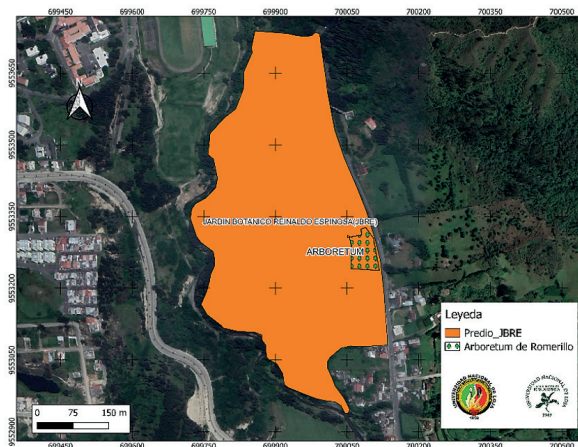 699450 699600 699750 699900 700050 700200 700350 700500
9553650
9553500
9553350
9553200
9553050
9552900
JARDIN BOTANICO REINALDO ESPINOSA(JBRE)
ARBORETUM
Leyeda
Predio_JBRE
Arboretum de Romerillo
0 75 150 m
699450 699600 699750 699900 700050 700200 700350 700500